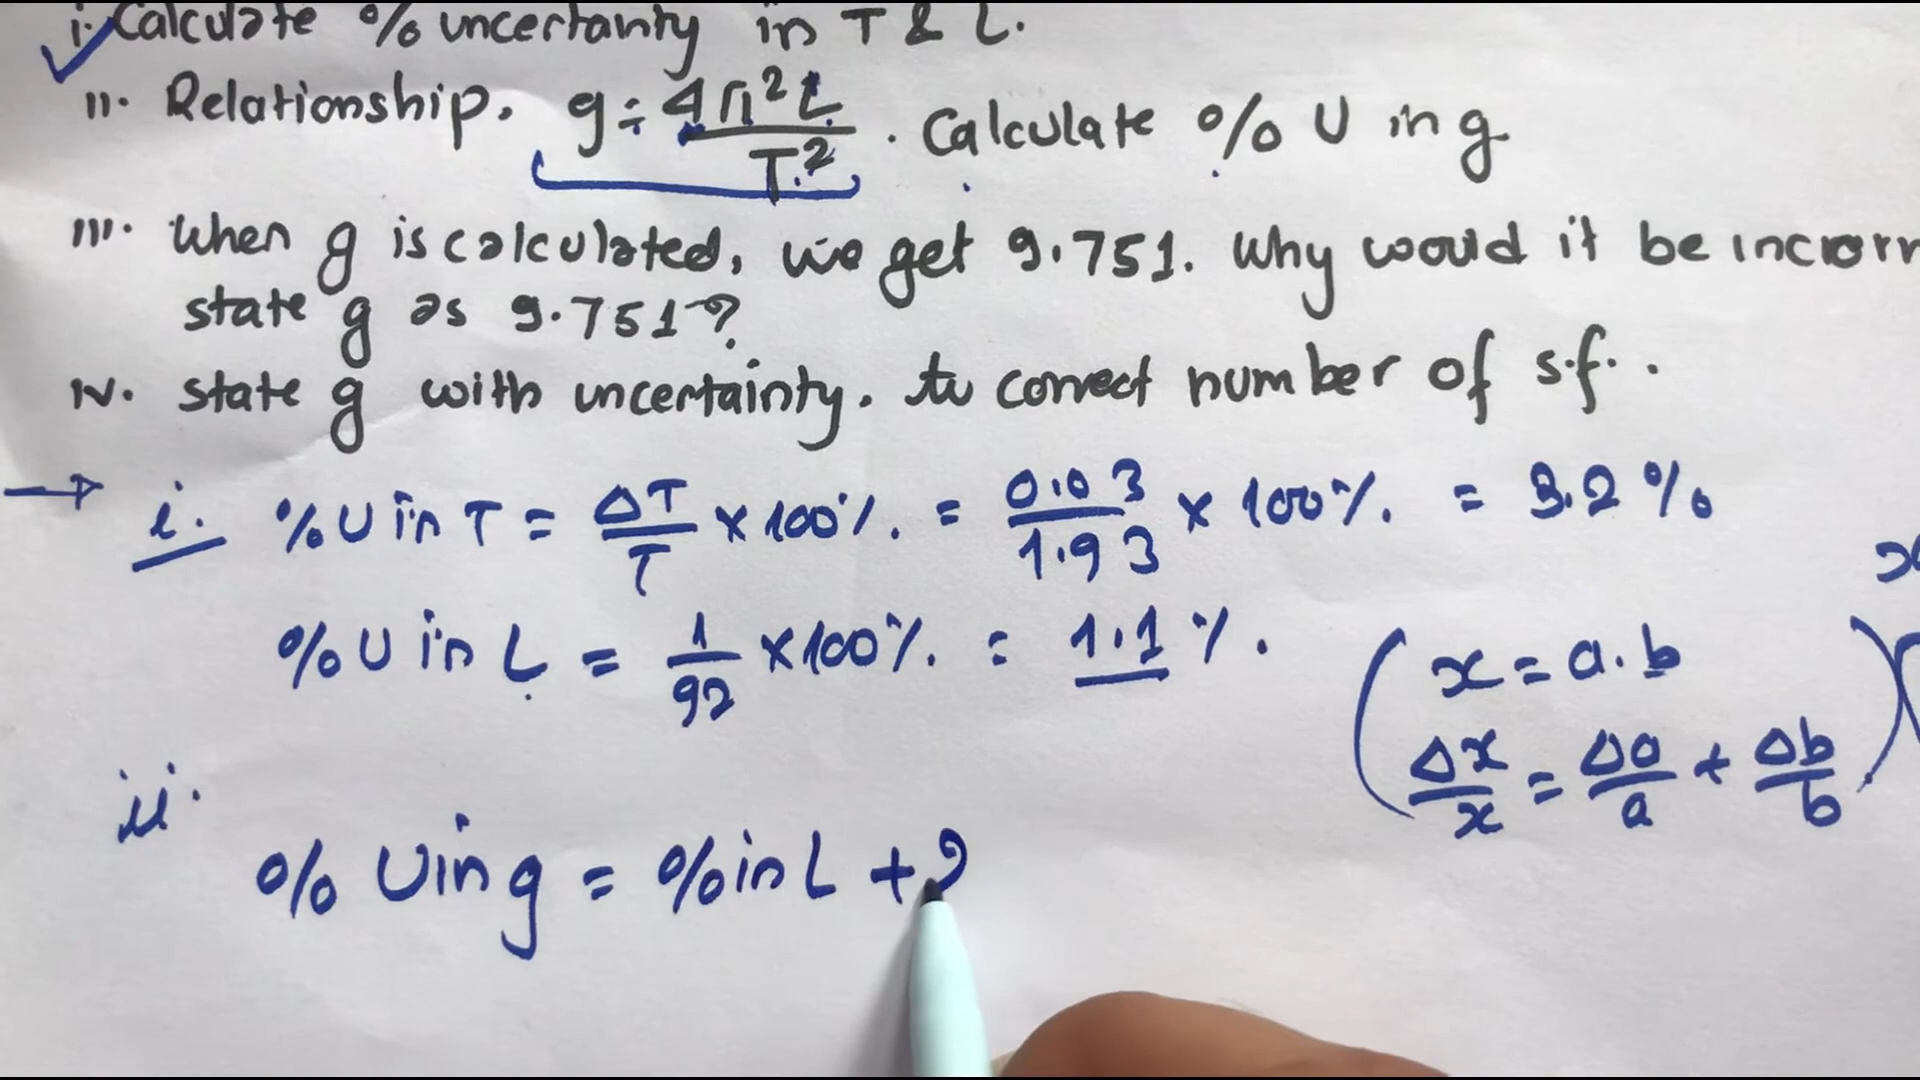 i. Calculate % uncertainty in T & L.
ii. Relationship. g = 4π²L / T² . Calculate % U in g
iii. When g is calculated, we get 9.751. Why would it be
state g as 9.751?
iv. state g with uncertainty. to correct number of s.f..
→ i. % U in T = ΔT/T × 100%. = 0.03/1.93 × 100%. = 3.2 %
% U in L = 1/92 × 100%. = 1.1 %.
( x = a.b
Δx/x = Δa/a + Δb/b )
ii.
% U in g = % in L + 2